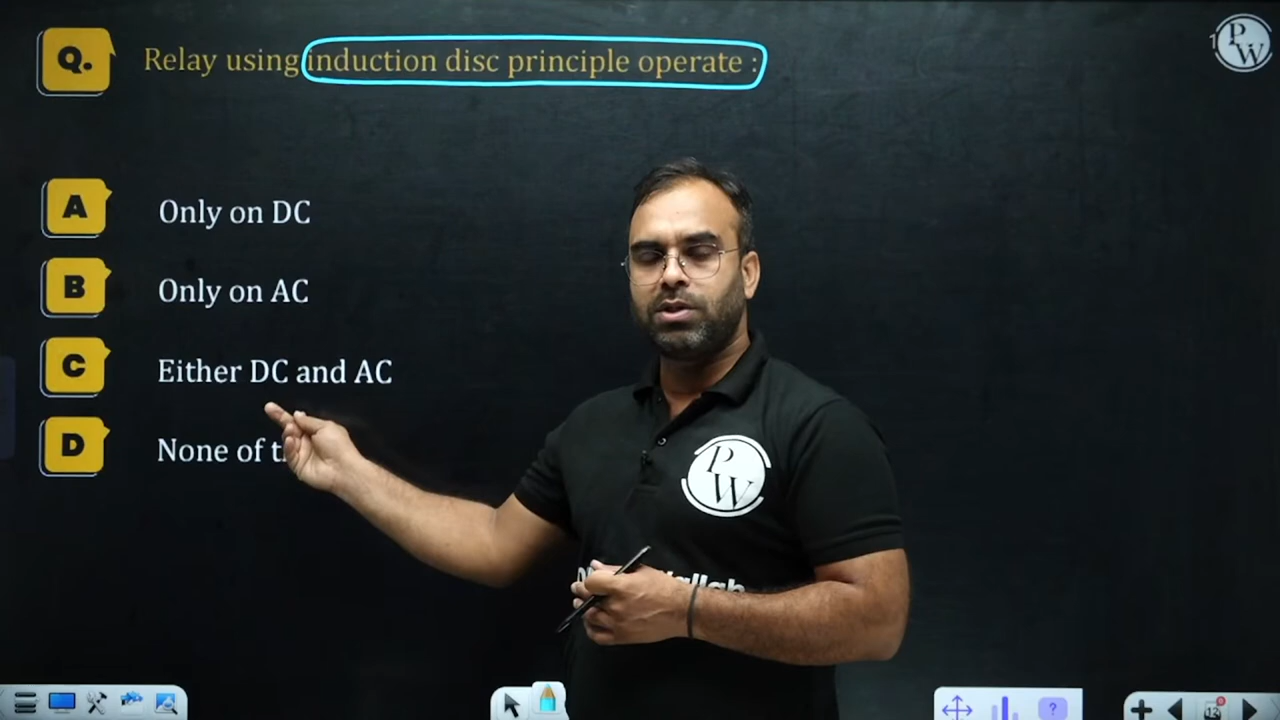 Q. Relay using induction disc principle operate :
P
W
A Only on DC
B Only on AC
C Either DC and AC
D None of
P
W